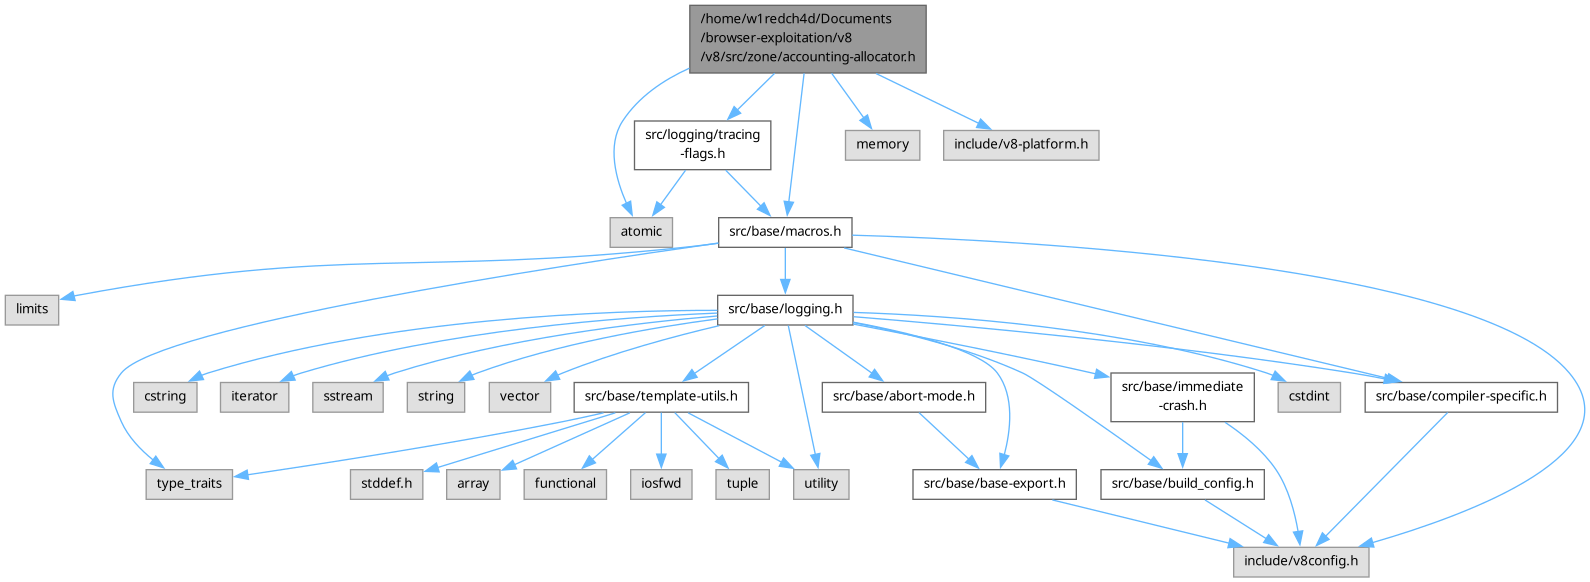 /home/w1redch4d/Documents
/browser-exploitation/v8
/v8/src/zone/accounting-allocator.h
src/logging/tracing
-flags.h
memory
include/v8-platform.h
atomic
src/base/macros.h
limits
src/base/logging.h
cstring
iterator
sstream
string
vector
src/base/template-utils.h
src/base/abort-mode.h
src/base/immediate
-crash.h
cstdint
src/base/compiler-specific.h
type_traits
stddef.h
array
functional
iosfwd
tuple
utility
src/base/base-export.h
src/base/build_config.h
include/v8config.h